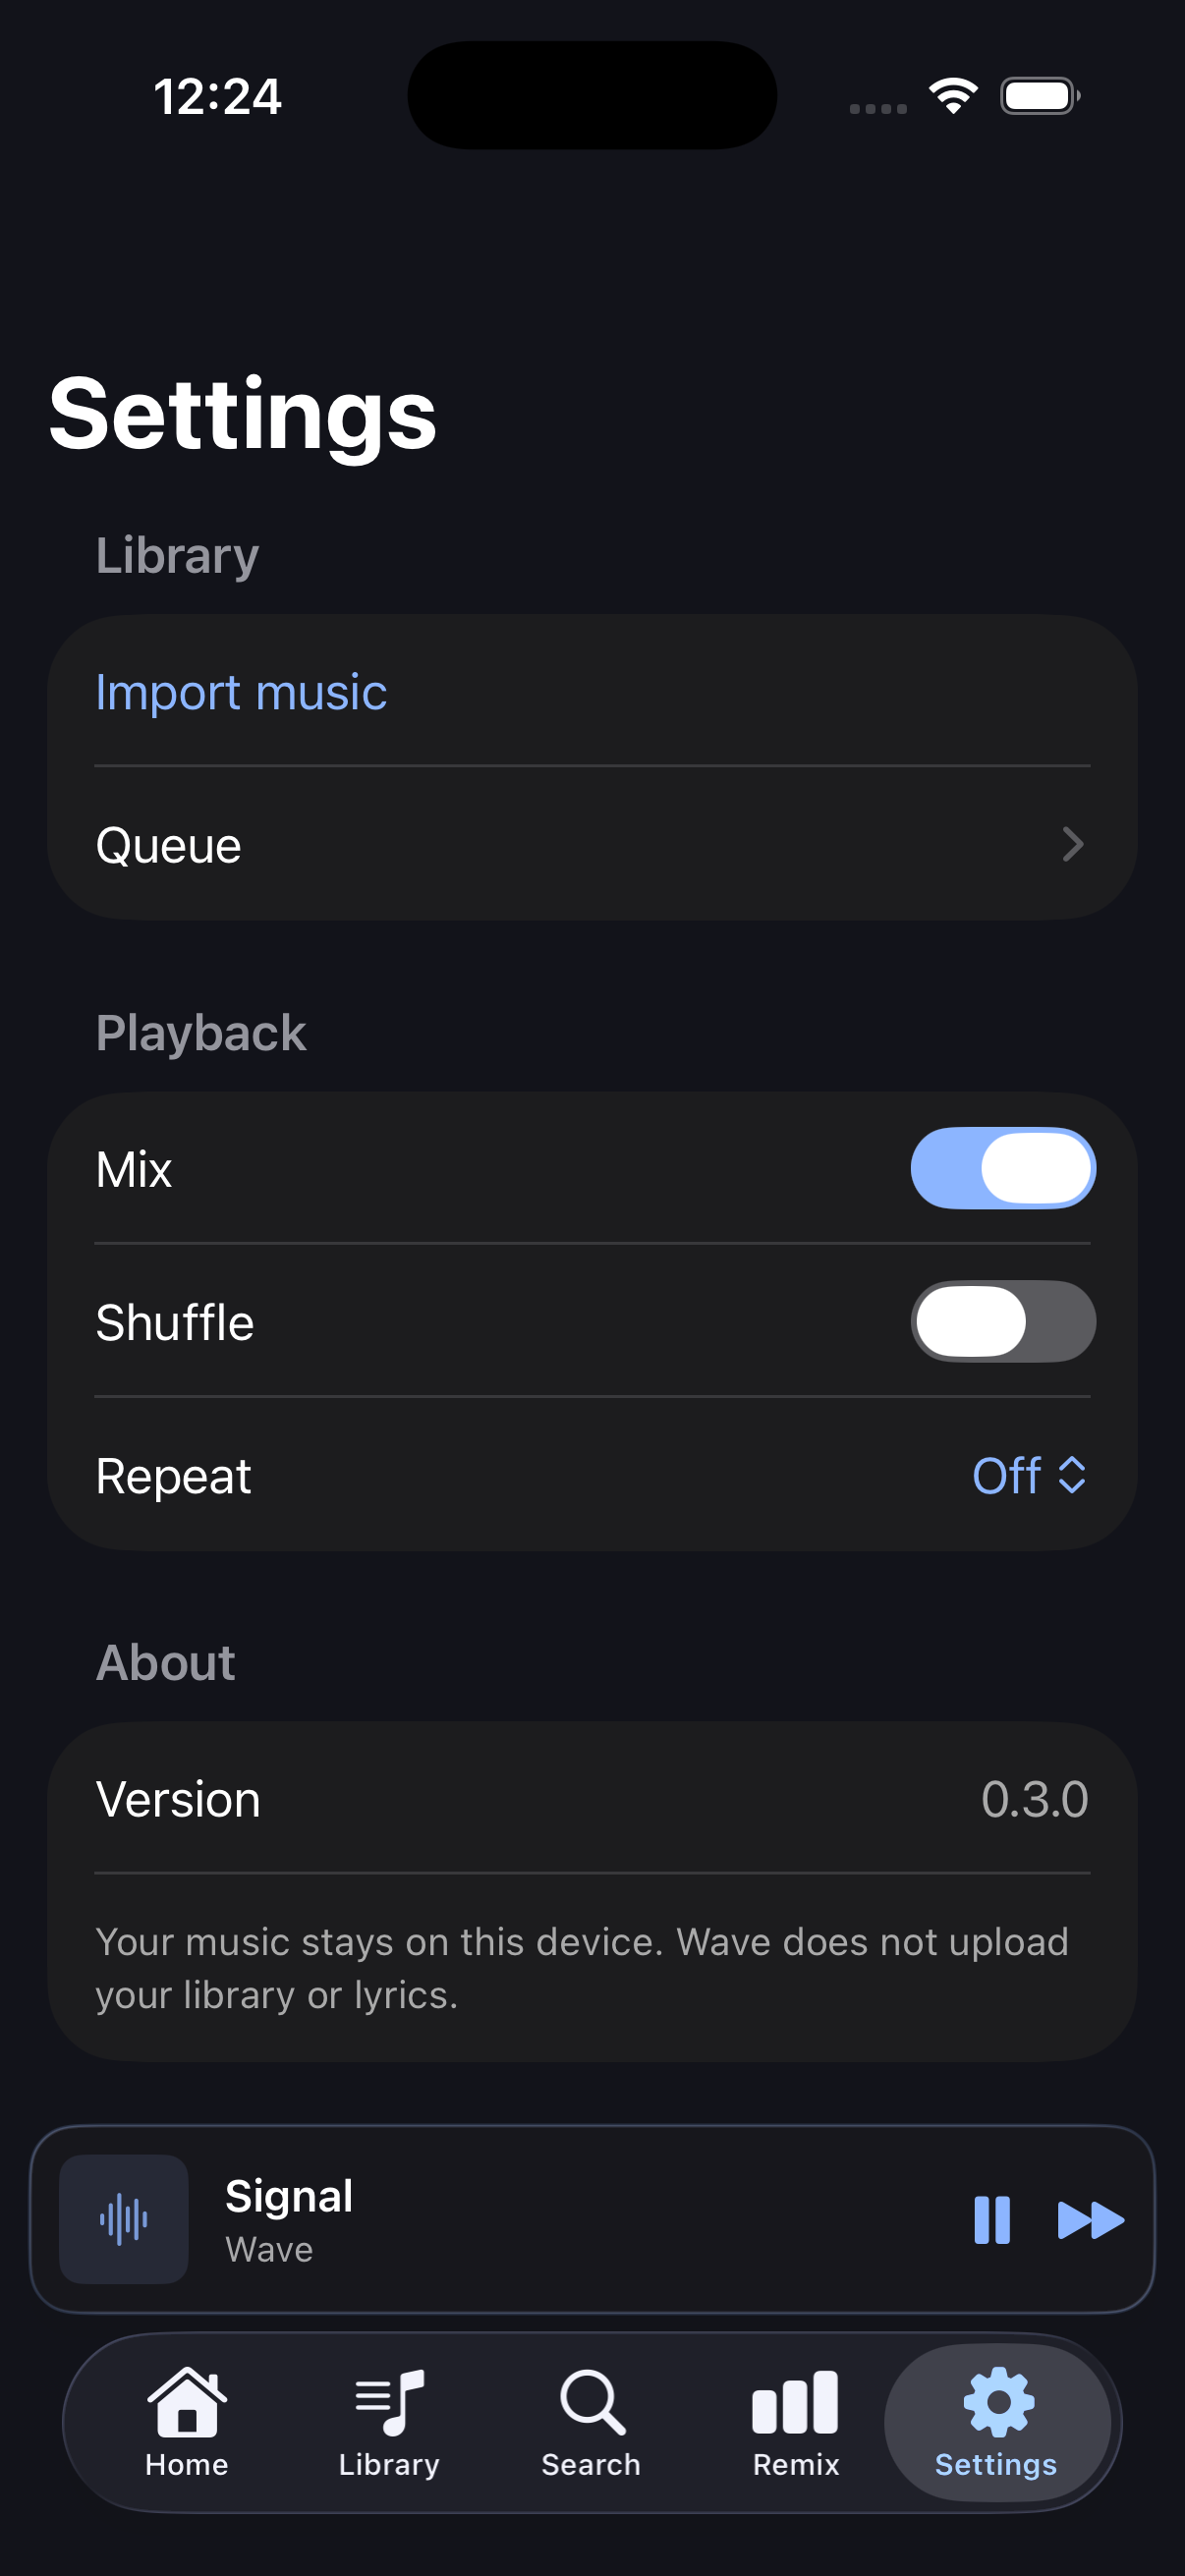 12:24
Settings
Library
Import music
Queue
Playback
Mix
Shuffle
Repeat
Off
About
Version
0.3.0
Your music stays on this device. Wave does not upload
your library or lyrics.
Signal
Wave
Home
Library
Search
Remix
Settings